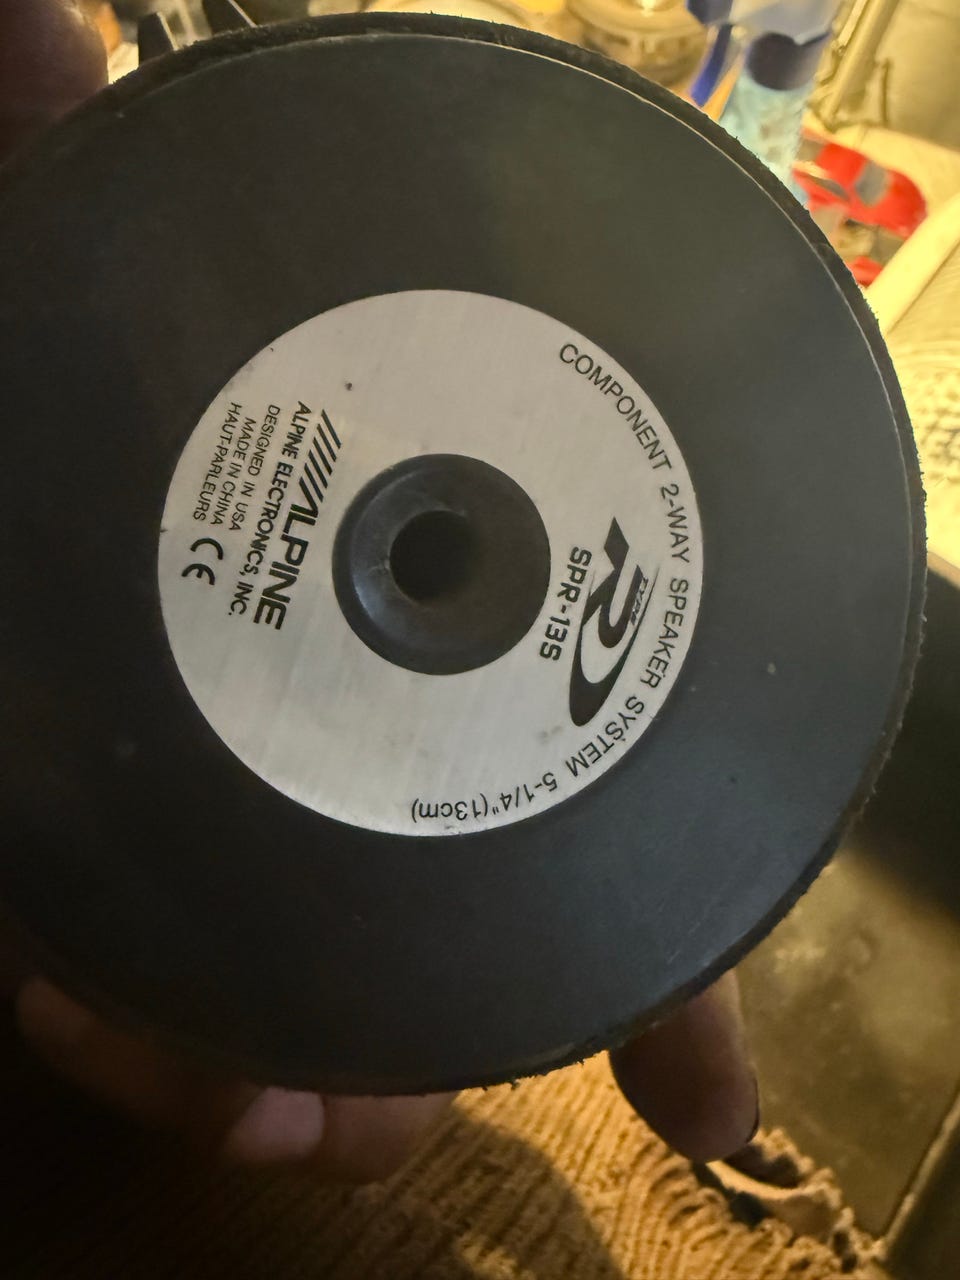 COMPONENT 2-WAY SPEAKER SYSTEM 5-1/4"(13cm)
TYPE R
SPR-13S
ALPINE
ALPINE ELECTRONICS, INC.
DESIGNED IN USA
MADE IN CHINA
HAUT-PARLEURS
CE